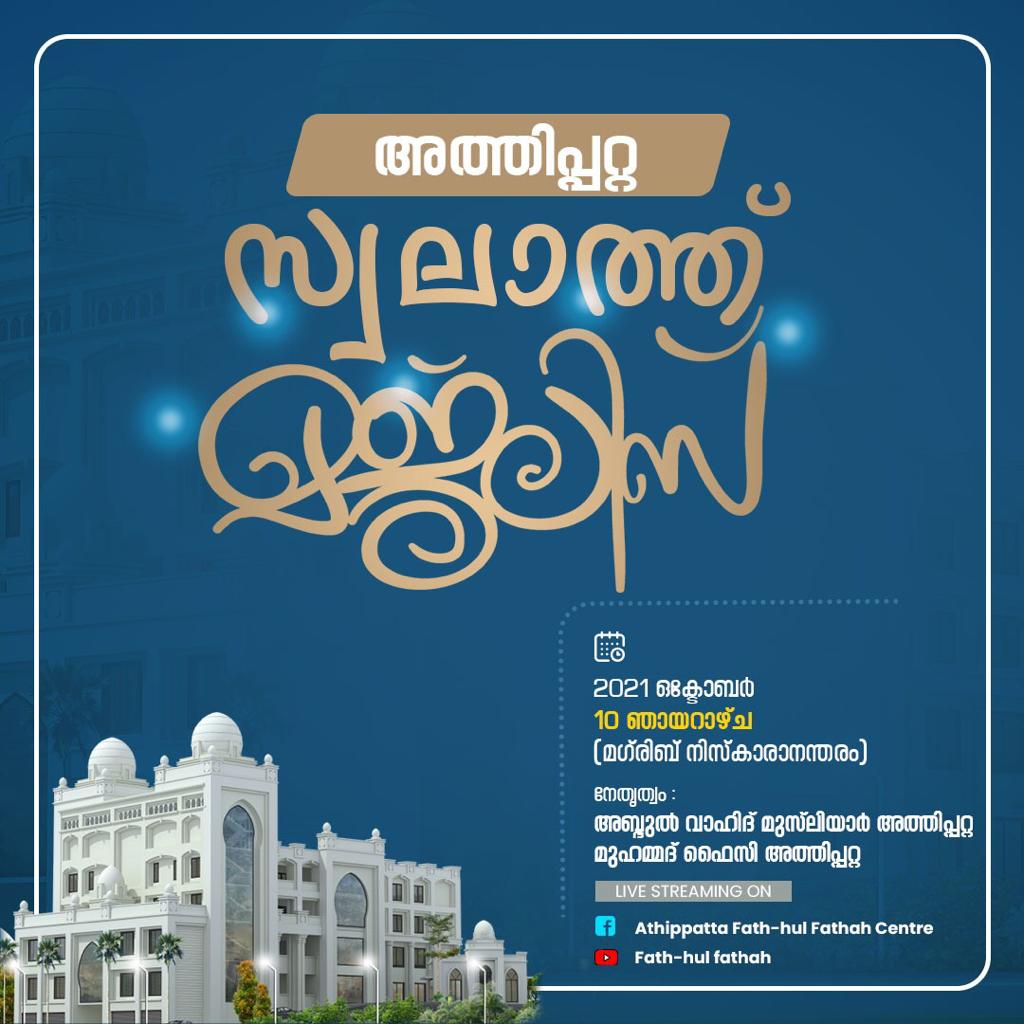 അത്തിപ്പറ്റ
സ്വലാത്ത്
മജ്ലിസ്
2021 ഒക്ടോബർ
10 ഞായറാഴ്ച
(മഗ്‌രിബ് നിസ്കാരാനന്തരം)
നേതൃത്വം :
അബ്ദുൽ വാഹിദ് മുസ്‌ലിയാർ അത്തിപ്പറ്റ
മുഹമ്മദ് ഫൈസി അത്തിപ്പറ്റ
LIVE STREAMING ON
Athippatta Fath-hul Fathah Centre
Fath-hul fathah